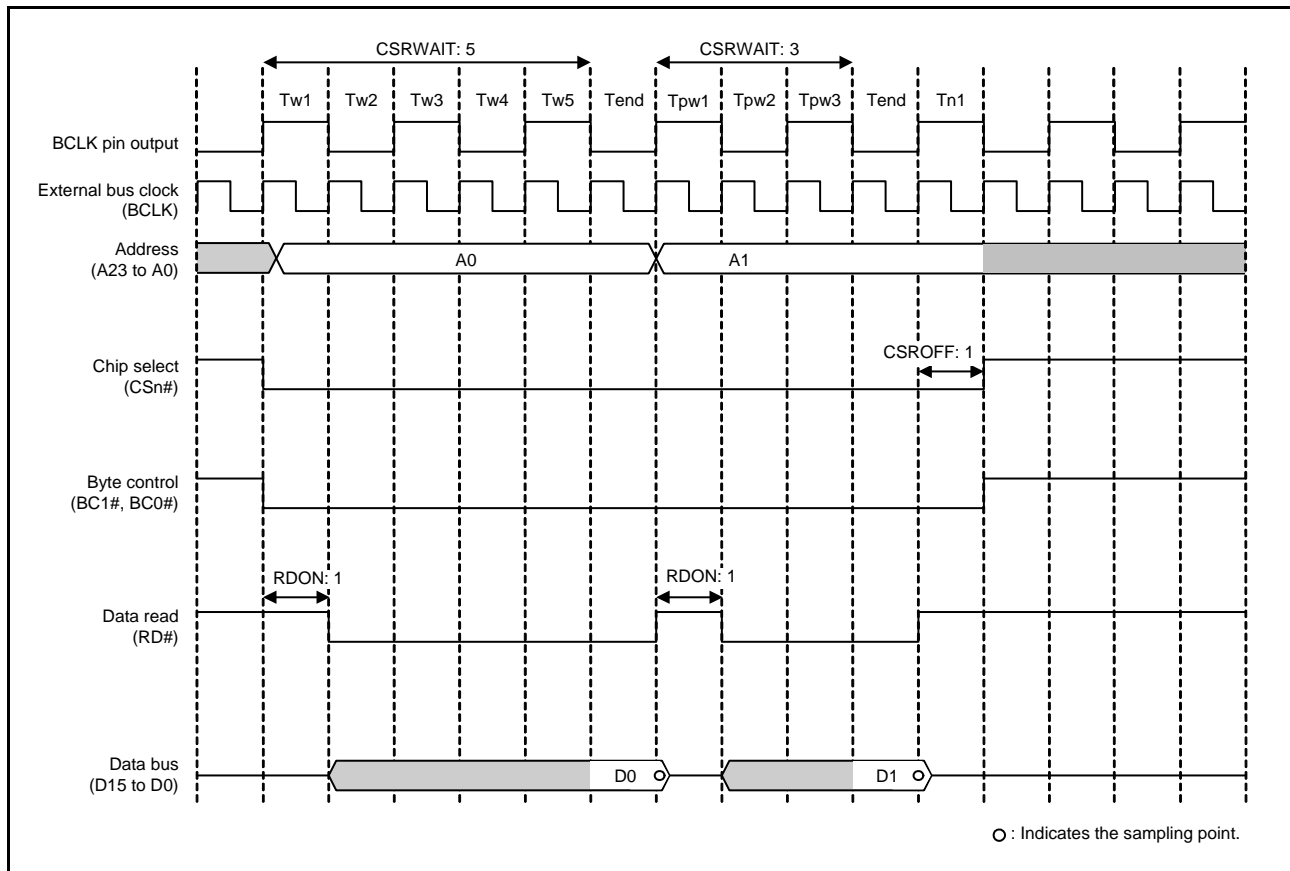 CSRWAIT: 5
CSRWAIT: 3
Tw1 Tw2 Tw3 Tw4 Tw5 Tend Tpw1 Tpw2 Tpw3 Tend Tn1
BCLK pin output
External bus clock
(BCLK)
Address
(A23 to A0)
A0
A1
CSROFF: 1
Chip select
(CSn#)
Byte control
(BC1#, BC0#)
RDON: 1
RDON: 1
Data read
(RD#)
Data bus
(D15 to D0)
D0
D1
: Indicates the sampling point.